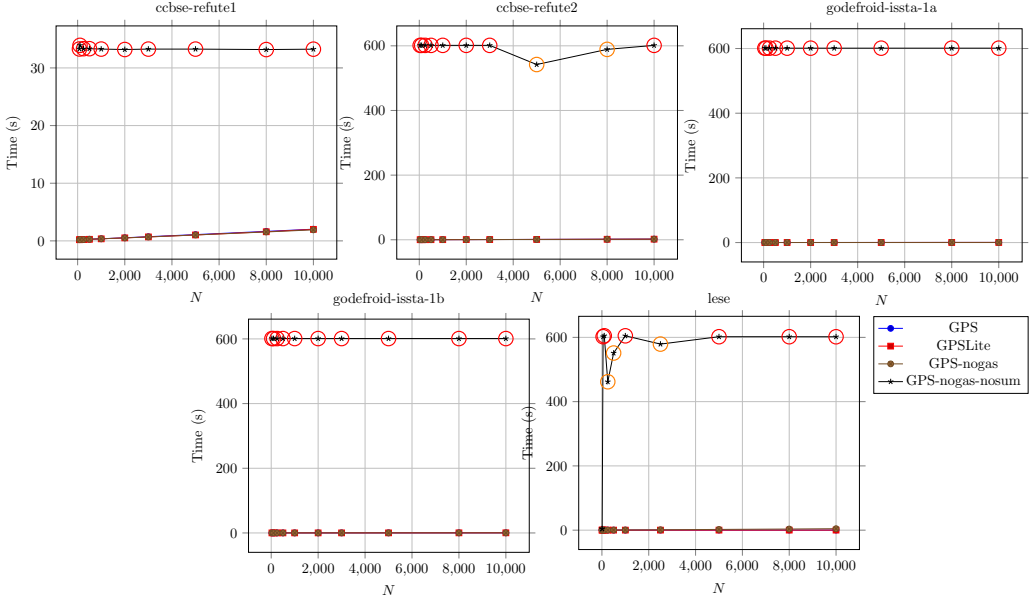 ccbse-refute1
30
20
10
0
Time (s)
0
2,000
4,000
6,000
8,000
10,000
N
ccbse-refute2
600
400
200
0
Time (s)
0
2,000
4,000
6,000
8,000
10,000
N
godefroid-issta-1a
600
400
200
0
Time (s)
0
2,000
4,000
6,000
8,000
10,000
N
godefroid-issta-1b
600
400
200
0
Time (s)
0
2,000
4,000
6,000
8,000
10,000
N
lese
600
400
200
0
Time (s)
0
2,000
4,000
6,000
8,000
10,000
N
GPS
GPSLite
GPS-nogas
GPS-nogas-nosum